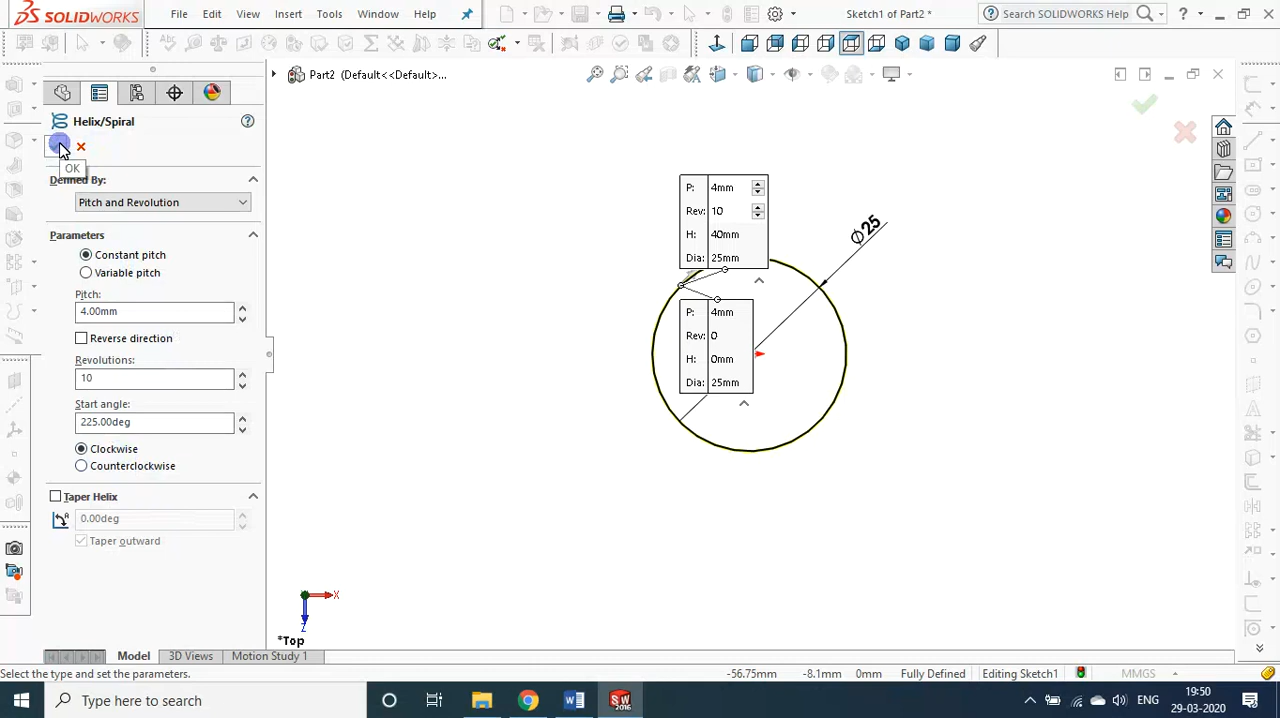 SOLIDWORKS File Edit View Insert Tools Window Help Sketch1 of Part2 * Search SOLIDWORKS Help ?
Part2 (Default<<Default>...
Helix/Spiral
OK
Defined By:
Pitch and Revolution
Parameters
Constant pitch
Variable pitch
Pitch:
4.00mm
Reverse direction
Revolutions:
10
Start angle:
225.00deg
Clockwise
Counterclockwise
Taper Helix
0.00deg
Taper outward
P: 4mm
Rev: 10
H: 40mm
Dia: 25mm
Ø25
P: 4mm
Rev: 0
H: 0mm
Dia: 25mm
X
Z
*Top
Model 3D Views Motion Study 1
Select the type and set the parameters. -56.75mm -8.1mm 0mm Fully Defined Editing Sketch1 MMGS
Type here to search ENG 19:50
29-03-2020
SW
2016